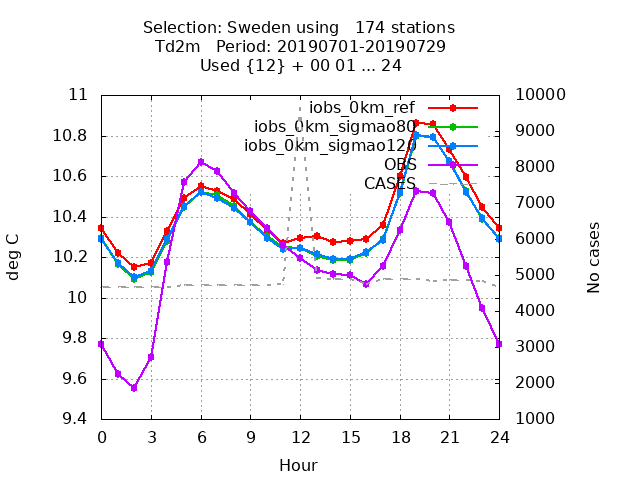 Selection: Sweden using   174 stations
Td2m   Period: 20190701-20190729
Used {12} + 00 01 ... 24
11
10.8
10.6
10.4
10.2
10
9.8
9.6
9.4
deg C
iobs_0km_ref
iobs_0km_sigmao80
iobs_0km_sigmao120
OBS
CASES
10000
9000
8000
7000
6000
5000
4000
3000
2000
1000
No cases
0 3 6 9 12 15 18 21 24
Hour